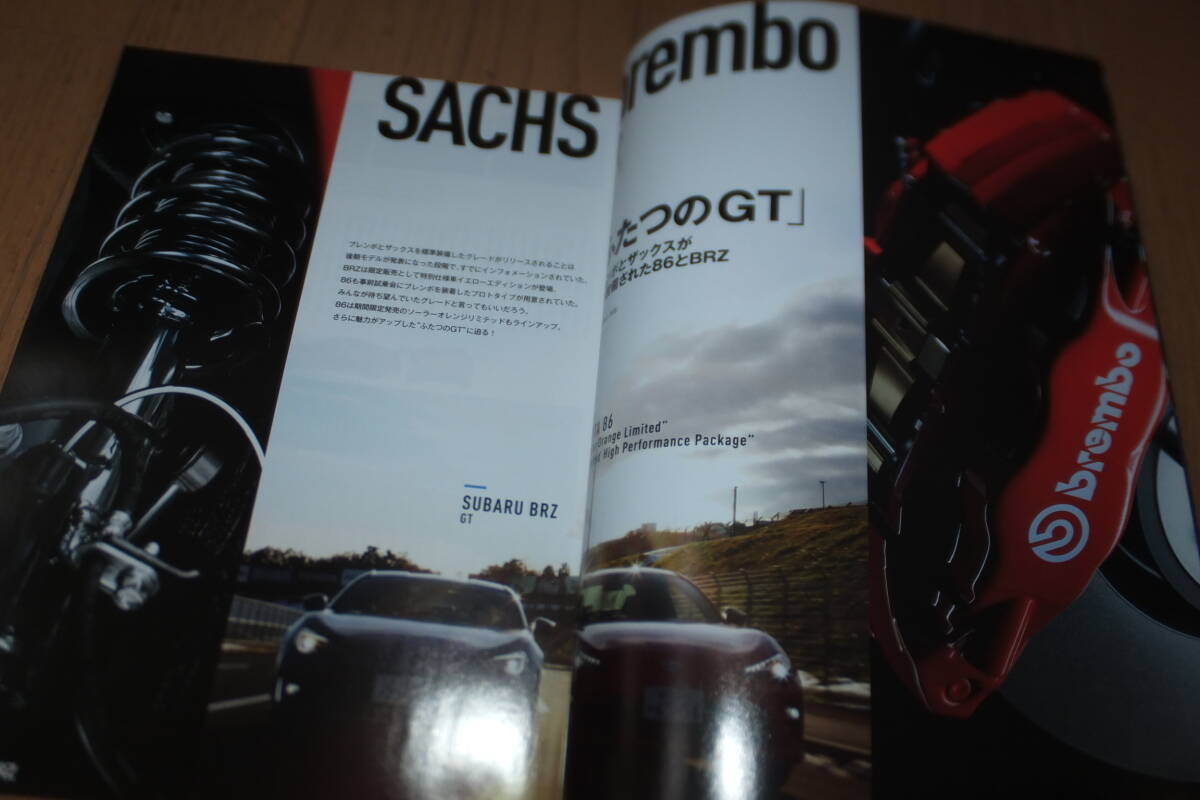 SACHS
ブレンボとザックスを標準装備したグレードがリリースされることは
後期モデルが発表になった段階で、すでにインフォメーションされていた。
BRZは限定販売として特別仕様車イエローエディションが登場。
86も事前試乗会にブレンボを装着したプロトタイプが用意されていた。
みんなが待ち望んでいたグレードと言ってもいいだろう。
86は期間限定発売のソーラーオレンジリミテッドもラインアップ。
さらに魅力がアップした“ふたつのGT”に迫る！
SUBARU BRZ
GT
rembo
ふたつのGT」
ボとザックスが
備された86とBRZ
TA 86
Orange Limited”
High Performance Package”
brembo